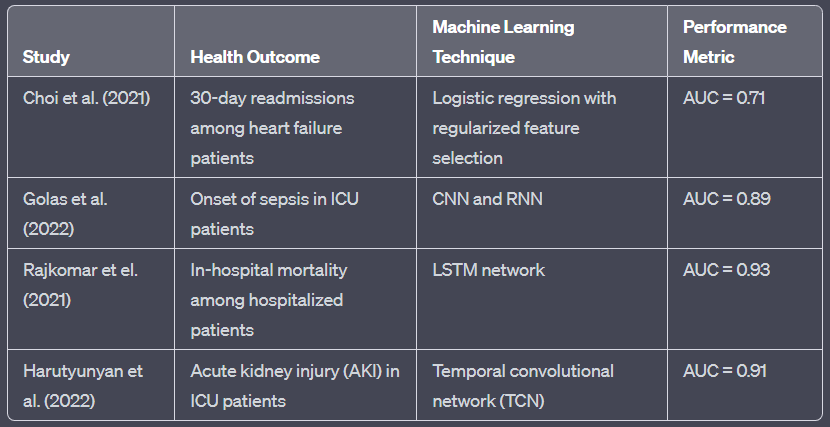 Study
Health Outcome
Machine Learning
Technique
Performance
Metric
Choi et al. (2021)
30-day readmissions
among heart failure
patients
Logistic regression with
regularized feature
selection
AUC = 0.71
Golas et al.
(2022)
Onset of sepsis in ICU
patients
CNN and RNN
AUC = 0.89
Rajkomar et el.
(2021)
In-hospital mortality
among hospitalized
patients
LSTM network
AUC = 0.93
Harutyunyan et
al. (2022)
Acute kidney injury (AKI) in
ICU patients
Temporal convolutional
network (TCN)
AUC = 0.91